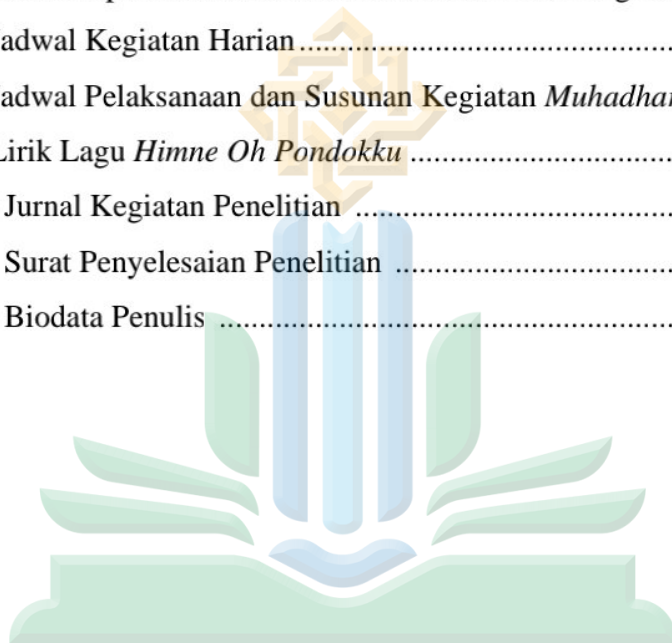 adwal Kegiatan Harian ..........................................
adwal Pelaksanaan dan Susunan Kegiatan Muhadha
Lirik Lagu Himne Oh Pondokku ..............................
Jurnal Kegiatan Penelitian .....................................
Surat Penyelesaian Penelitian .................................
Biodata Penulis .....................................................